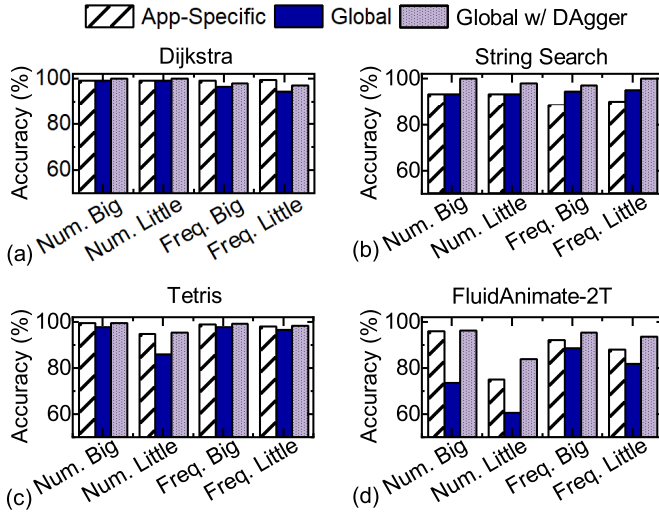 App-Specific Global Global w/ DAgger
Dijkstra
Accuracy (%)
100
80
60
Num. Big
Num. Little
Freq. Big
Freq. Little
(a)
String Search
Accuracy (%)
100
80
60
Num. Big
Num. Little
Freq. Big
Freq. Little
(b)
Tetris
Accuracy (%)
100
80
60
Num. Big
Num. Little
Freq. Big
Freq. Little
(c)
FluidAnimate-2T
Accuracy (%)
100
80
60
Num. Big
Num. Little
Freq. Big
Freq. Little
(d)